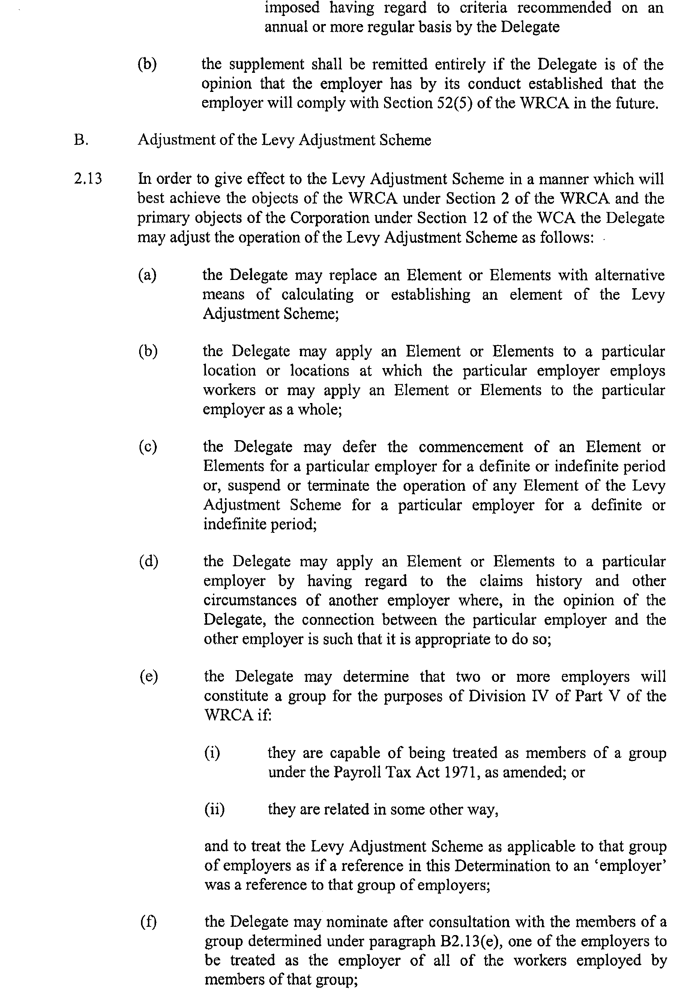 imposed having regard to criteria recommended on an
annual or more regular basis by the Delegate
(b) the supplement shall be remitted entirely if the Delegate is of the
opinion that the employer has by its conduct established that the
employer will comply with Section 52(5) of the WRCA in the future.
B. Adjustment of the Levy Adjustment Scheme
2.13 In order to give effect to the Levy Adjustment Scheme in a manner which will
best achieve the objects of the WRCA under Section 2 of the WRCA and the
primary objects of the Corporation under Section 12 of the WCA the Delegate
may adjust the operation of the Levy Adjustment Scheme as follows:
(a) the Delegate may replace an Element or Elements with alternative
means of calculating or establishing an element of the Levy
Adjustment Scheme;
(b) the Delegate may apply an Element or Elements to a particular
location or locations at which the particular employer employs
workers or may apply an Element or Elements to the particular
employer as a whole;
(c) the Delegate may defer the commencement of an Element or
Elements for a particular employer for a definite or indefinite period
or, suspend or terminate the operation of any Element of the Levy
Adjustment Scheme for a particular employer for a definite or
indefinite period;
(d) the Delegate may apply an Element or Elements to a particular
employer by having regard to the claims history and other
circumstances of another employer where, in the opinion of the
Delegate, the connection between the particular employer and the
other employer is such that it is appropriate to do so;
(e) the Delegate may determine that two or more employers will
constitute a group for the purposes of Division IV of Part V of the
WRCA if:
(i) they are capable of being treated as members of a group
under the Payroll Tax Act 1971, as amended; or
(ii) they are related in some other way,
and to treat the Levy Adjustment Scheme as applicable to that group
of employers as if a reference in this Determination to an ‘employer’
was a reference to that group of employers;
(f) the Delegate may nominate after consultation with the members of a
group determined under paragraph B2.13(e), one of the employers to
be treated as the employer of all of the workers employed by
members of that group;